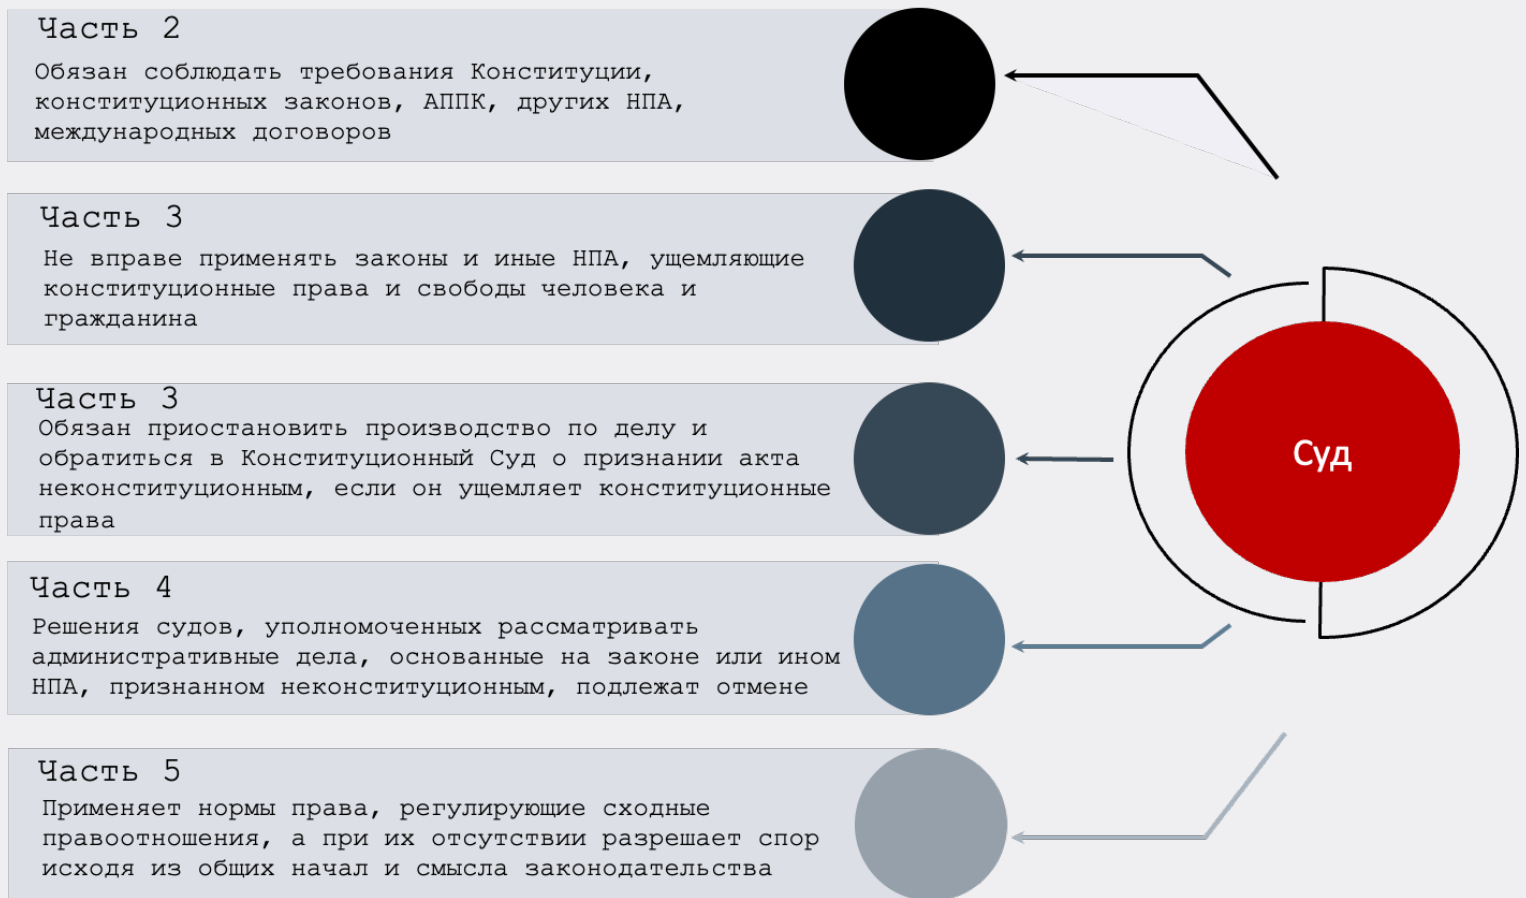 Часть 2
Обязан соблюдать требования Конституции,
конституционных законов, АППК, других НПА,
международных договоров
Часть 3
Не вправе применять законы и иные НПА, ущемляющие
конституционные права и свободы человека и
гражданина
Часть 3
Обязан приостановить производство по делу и
обратиться в Конституционный Суд о признании акта
неконституционным, если он ущемляет конституционные
права
Суд
Часть 4
Решения судов, уполномоченных рассматривать
административные дела, основанные на законе или ином
НПА, признанном неконституционным, подлежат отмене
Часть 5
Применяет нормы права, регулирующие сходные
правоотношения, а при их отсутствии разрешает спор
исходя из общих начал и смысла законодательства